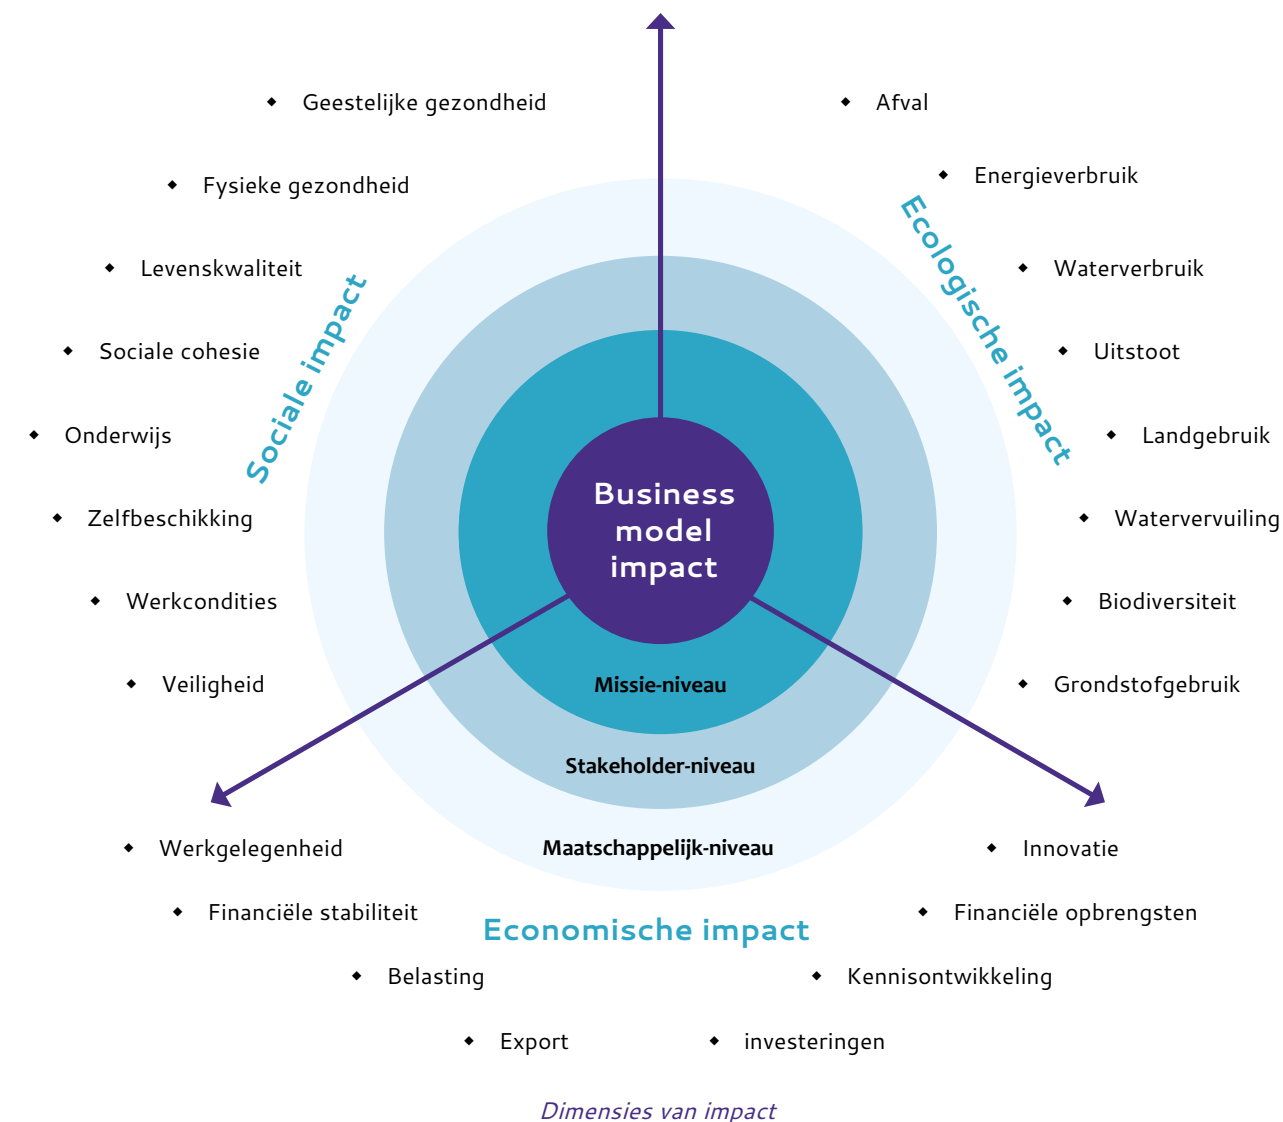 Geestelijke gezondheid
Afval
Energieverbruik
Fysieke gezondheid
Levenskwaliteit
Waterverbruik
Sociale cohesie
Uitstoot
Sociale impact
Ecologische impact
Onderwijs
Landgebruik
Business
model
impact
Zelfbeschikking
Watervervuiling
Werkcondities
Biodiversiteit
Veiligheid
Missie-niveau
Grondstofgebruik
Stakeholder-niveau
Werkgelegenheid
Maatschappelijk-niveau
Innovatie
Financiële stabiliteit
Economische impact
Financiële opbrengsten
Belasting
Kennisontwikkeling
Export
investeringen
Dimensies van impact